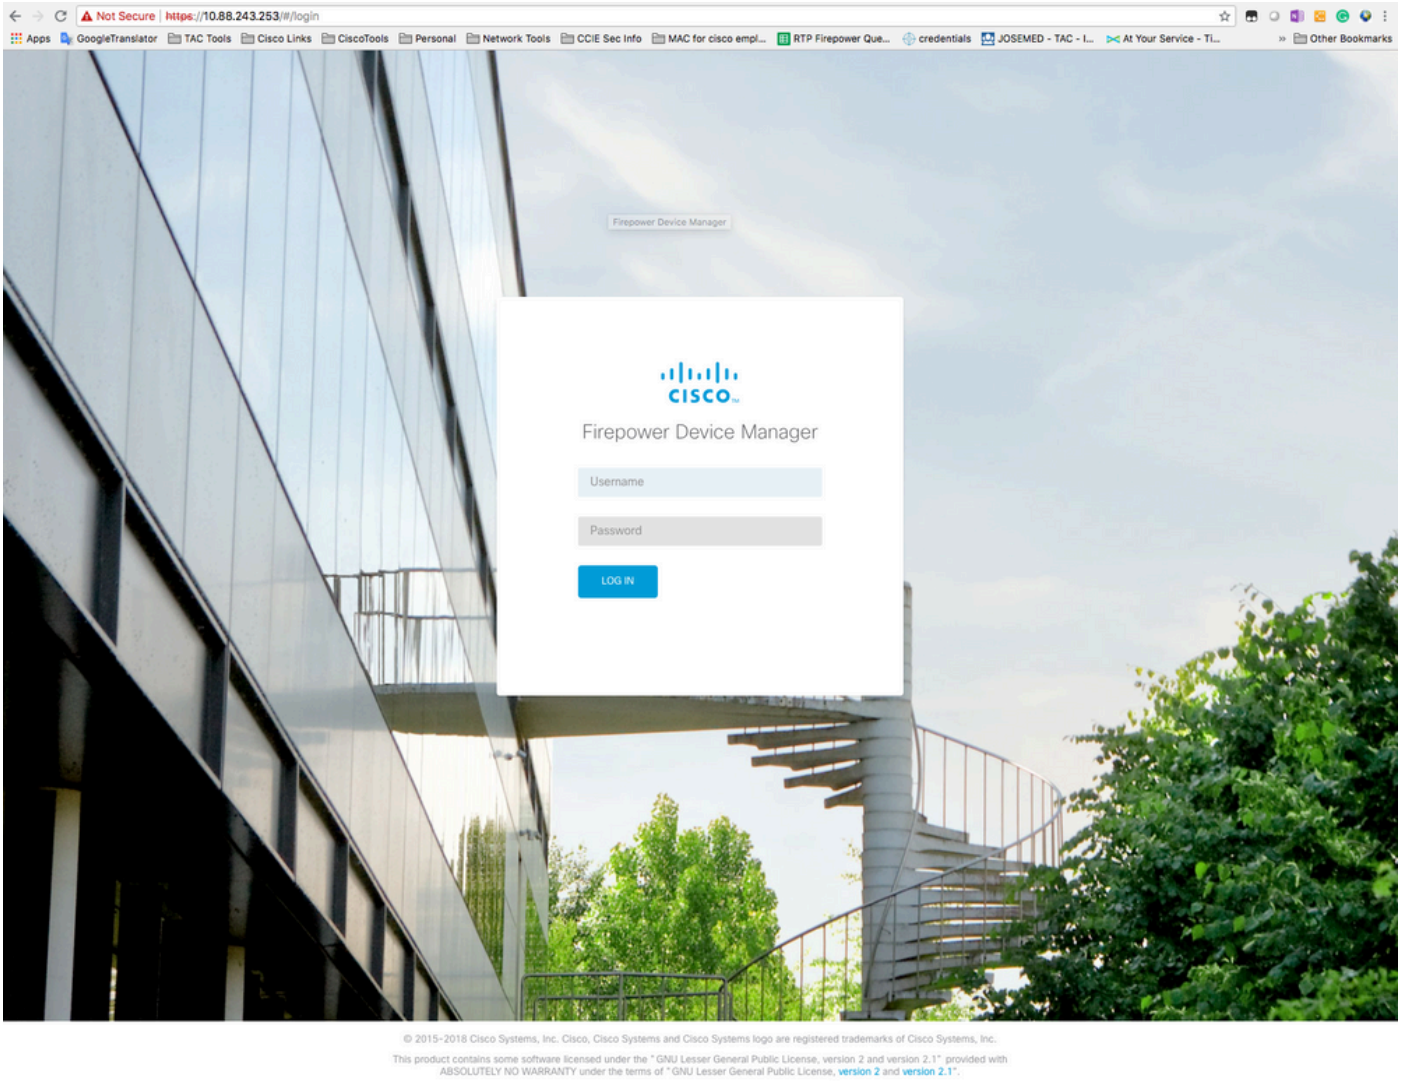 Not Secure | https://10.88.243.253/#/login
Apps GoogleTranslator TAC Tools Cisco Links CiscoTools Personal Network Tools CCIE Sec Info MAC for cisco empl... RTP Firepower Que... credentials JOSEMED - TAC - I... At Your Service - Ti... » Other Bookmarks
Firepower Device Manager
CISCO™
Firepower Device Manager
Username
Password
LOG IN
© 2015-2018 Cisco Systems, Inc. Cisco, Cisco Systems and Cisco Systems logo are registered trademarks of Cisco Systems, Inc.
This product contains some software licensed under the "GNU Lesser General Public License, version 2 and version 2.1" provided with
ABSOLUTELY NO WARRANTY under the terms of "GNU Lesser General Public License, version 2 and version 2.1".